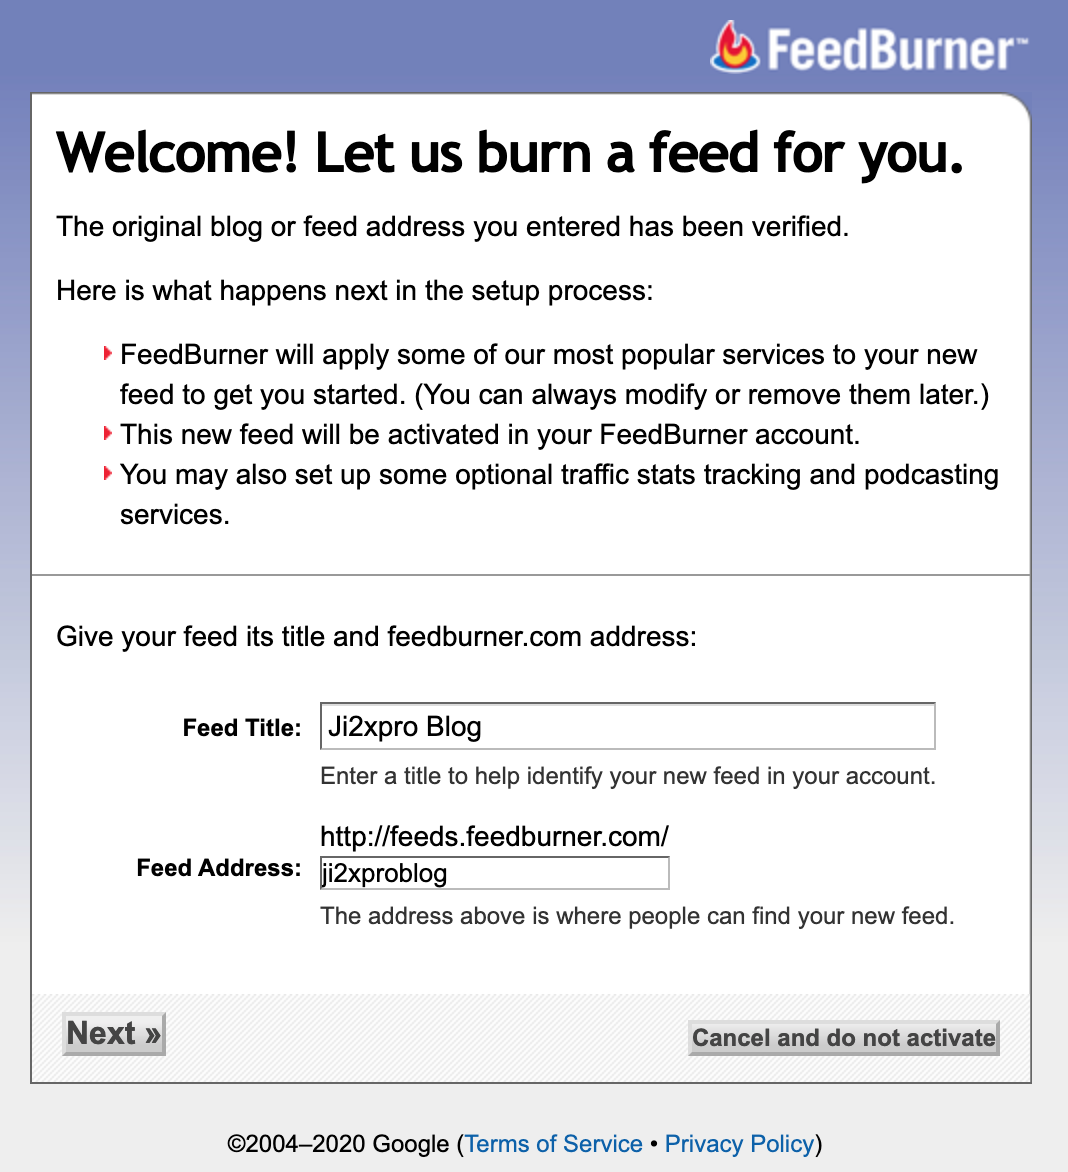 FeedBurner™
Welcome! Let us burn a feed for you.
The original blog or feed address you entered has been verified.
Here is what happens next in the setup process:
FeedBurner will apply some of our most popular services to your new
feed to get you started. (You can always modify or remove them later.)
This new feed will be activated in your FeedBurner account.
You may also set up some optional traffic stats tracking and podcasting
services.
Give your feed its title and feedburner.com address:
Feed Title: Ji2xpro Blog
Enter a title to help identify your new feed in your account.
http://feeds.feedburner.com/
Feed Address: ji2xproblog
The address above is where people can find your new feed.
Next » Cancel and do not activate
©2004–2020 Google (Terms of Service • Privacy Policy)